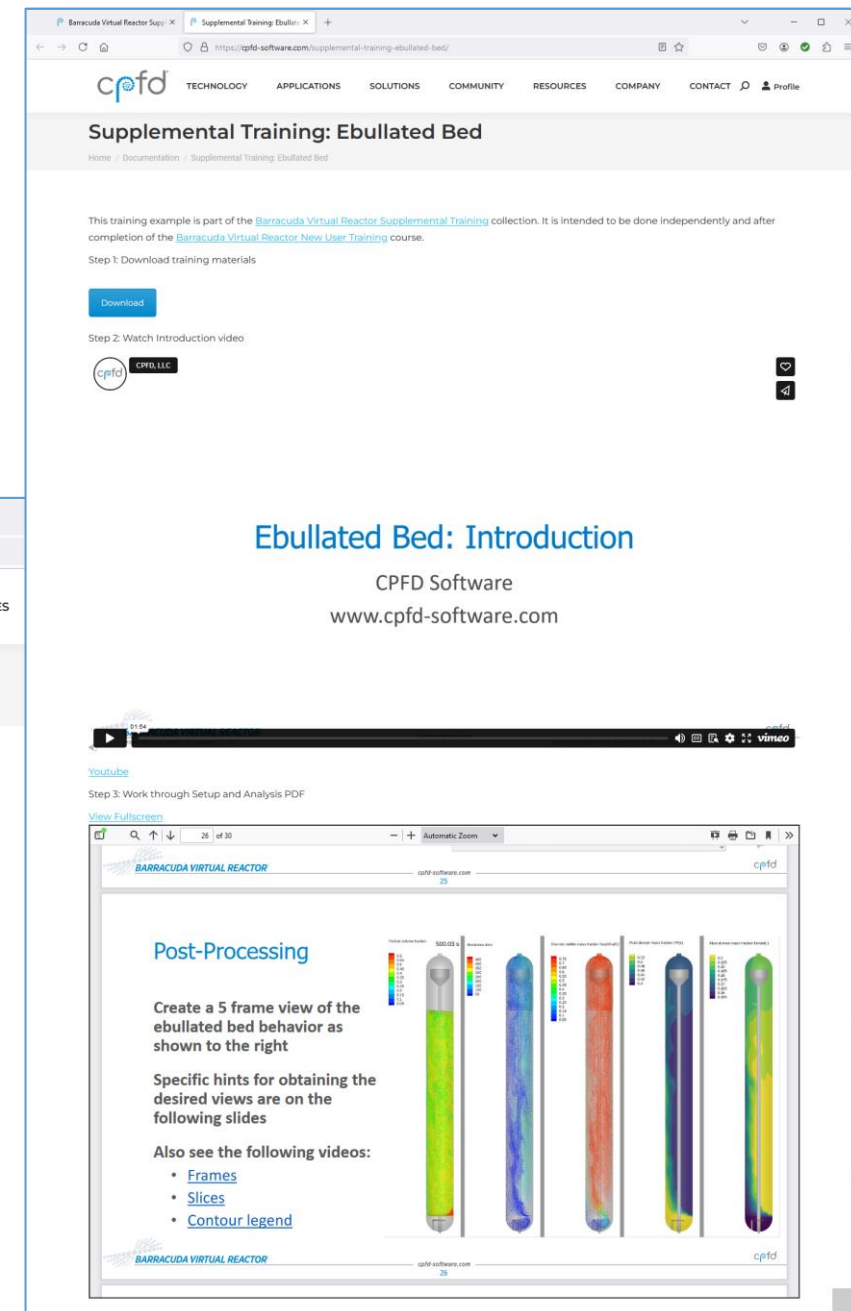 Barracuda Virtual Reactor Suppl
Supplemental Training: Ebullate
https://cpfd-software.com/supplemental-training-ebullated-bed/
cpfd
TECHNOLOGY APPLICATIONS SOLUTIONS COMMUNITY RESOURCES COMPANY CONTACT Profile
Supplemental Training: Ebullated Bed
Home / Documentation / Supplemental Training: Ebullated Bed
This training example is part of the Barracuda Virtual Reactor Supplemental Training collection. It is intended to be done independently and after
completion of the Barracuda Virtual Reactor New User Training course.
Step 1: Download training materials
Download
Step 2: Watch Introduction video
cpfd
CPFD, LLC
Ebullated Bed: Introduction
CPFD Software
www.cpfd-software.com
01:54
BARRACUDA VIRTUAL REACTOR
cpfd
vimeo
Youtube
Step 3: Work through Setup and Analysis PDF
View Fullscreen
26 of 30
Automatic Zoom
BARRACUDA VIRTUAL REACTOR
cpfd-software.com
25
cpfd
Post-Processing
500.03 s
Create a 5 frame view of the
ebullated bed behavior as
shown to the right
Specific hints for obtaining the
desired views are on the
following slides
Also see the following videos:
• Frames
• Slices
• Contour legend
BARRACUDA VIRTUAL REACTOR
cpfd-software.com
26
cpfd